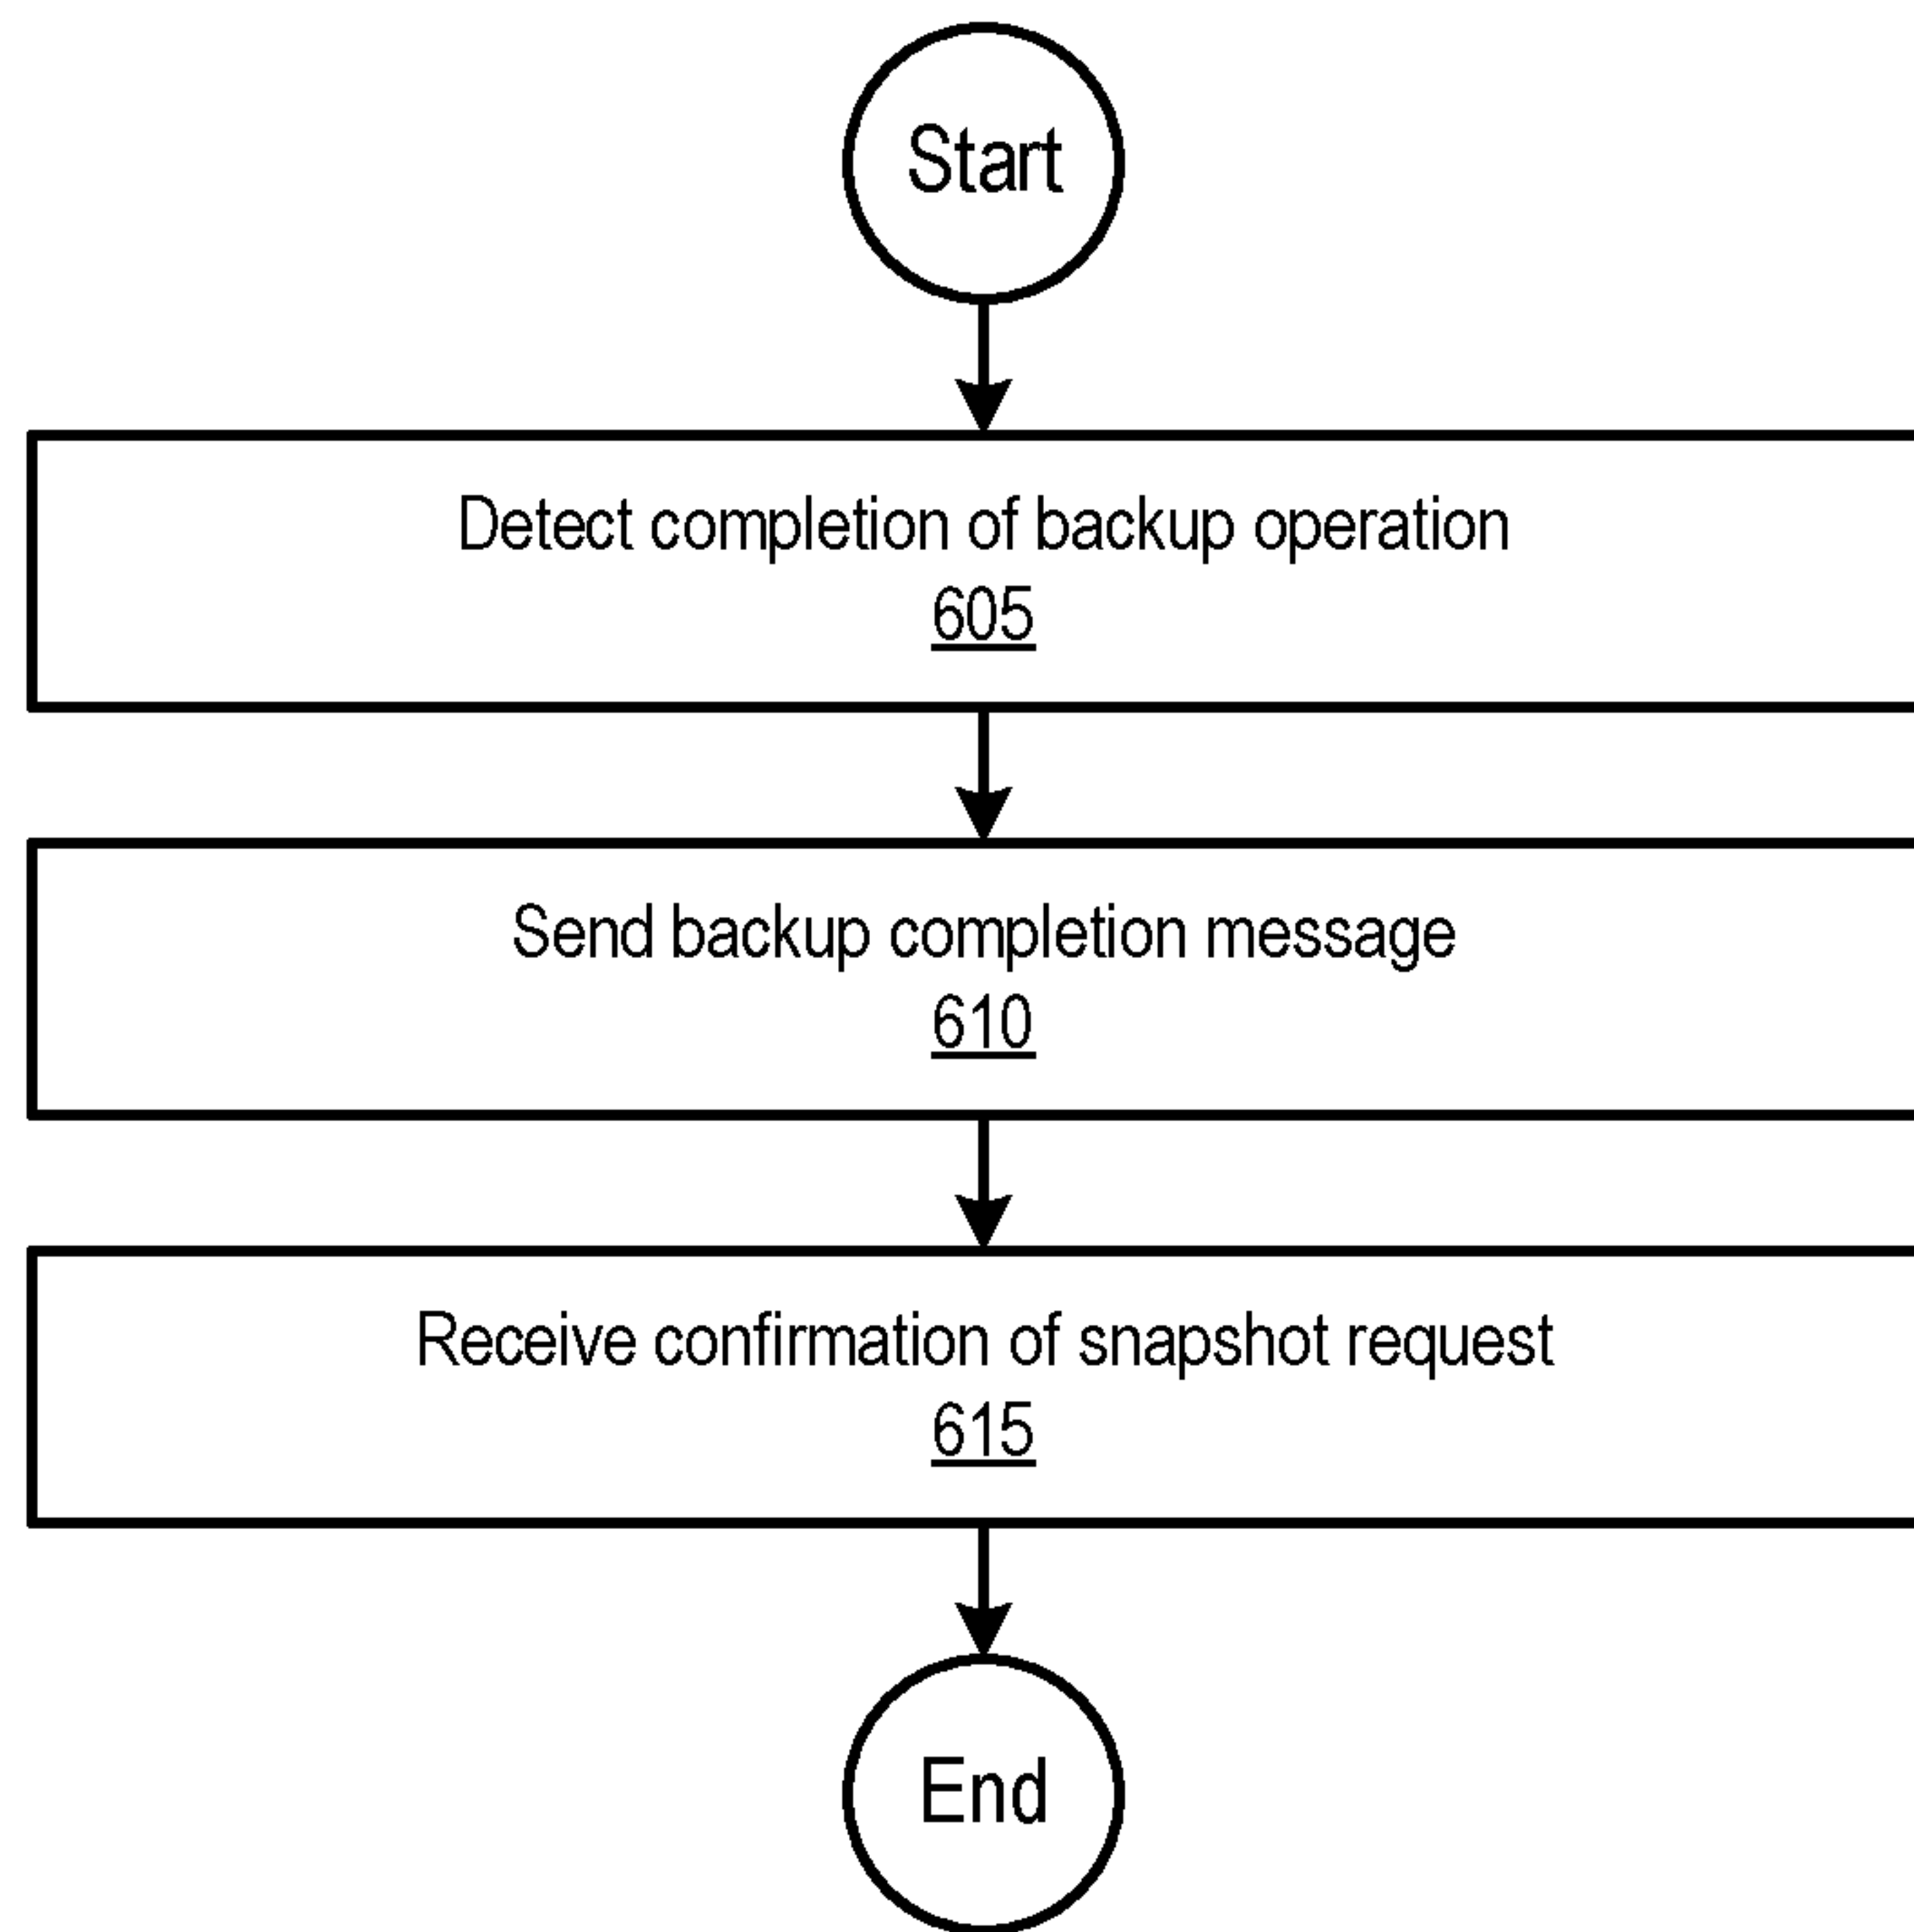 Start
Detect completion of backup operation
605
Send backup completion message
610
Receive confirmation of snapshot request
615
End